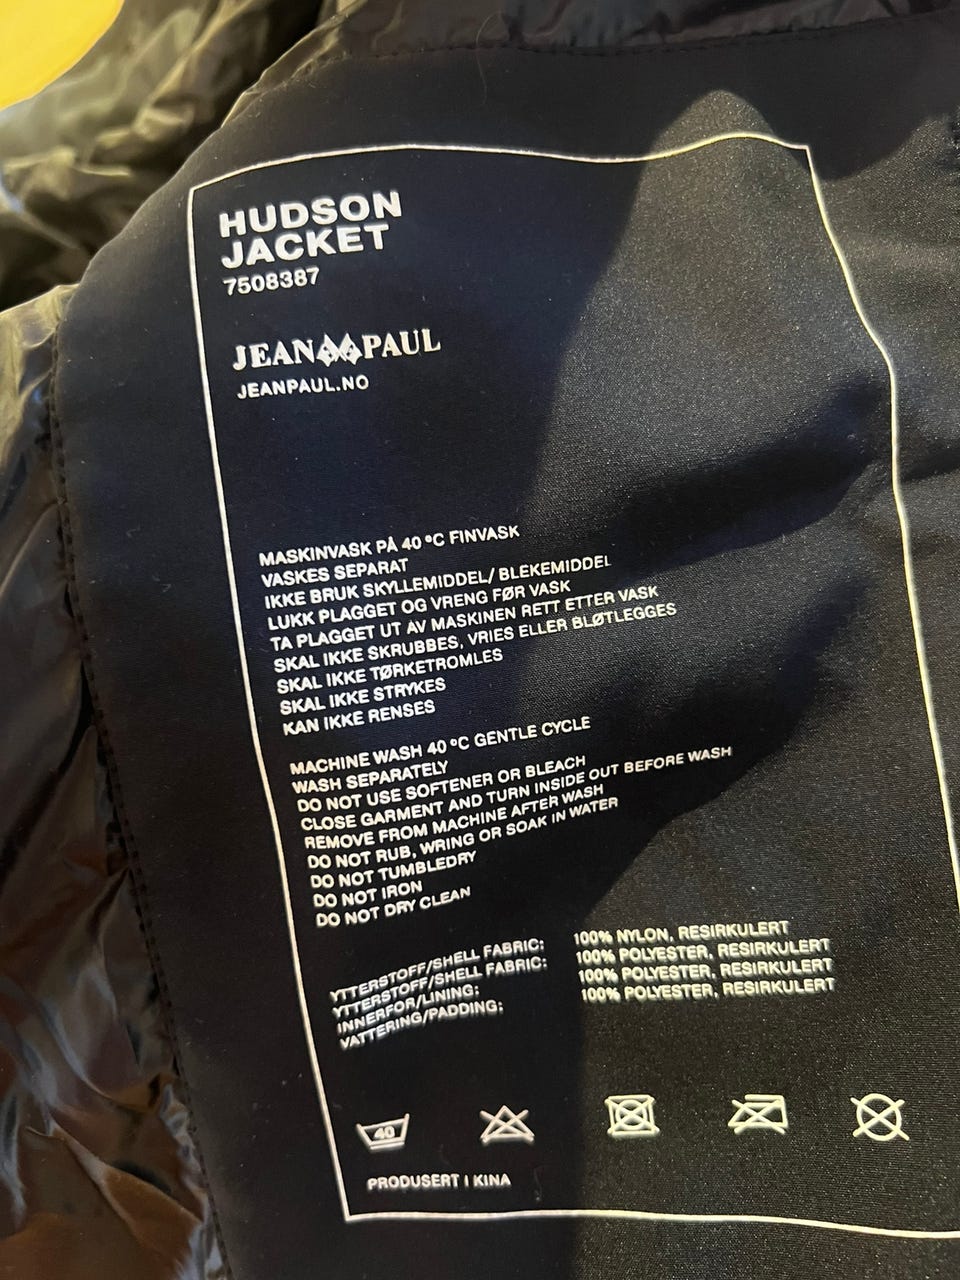 HUDSON
JACKET
7508387
JEAN PAUL
JEANPAUL.NO
MASKINVASK PÅ 40 ºC FINVASK
VASKES SEPARAT
IKKE BRUK SKYLLEMIDDEL/ BLEKEMIDDEL
LUKK PLAGGET OG VRENG FØR VASK
TA PLAGGET UT AV MASKINEN RETT ETTER VASK
SKAL IKKE SKRUBBES, VRIES ELLER BLØTLEGGES
SKAL IKKE TØRKETROMLES
SKAL IKKE STRYKES
KAN IKKE RENSES
MACHINE WASH 40 ºC GENTLE CYCLE
WASH SEPARATELY
DO NOT USE SOFTENER OR BLEACH
CLOSE GARMENT AND TURN INSIDE OUT BEFORE WASH
REMOVE FROM MACHINE AFTER WASH
DO NOT RUB, WRING OR SOAK IN WATER
DO NOT TUMBLEDRY
DO NOT IRON
DO NOT DRY CLEAN
YTTERSTOFF/SHELL FABRIC: 100% NYLON, RESIRKULERT
YTTERSTOFF/SHELL FABRIC: 100% POLYESTER, RESIRKULERT
INNERFOR/LINING: 100% POLYESTER, RESIRKULERT
VATTERING/PADDING: 100% POLYESTER, RESIRKULERT
40
PRODUSERT I KINA